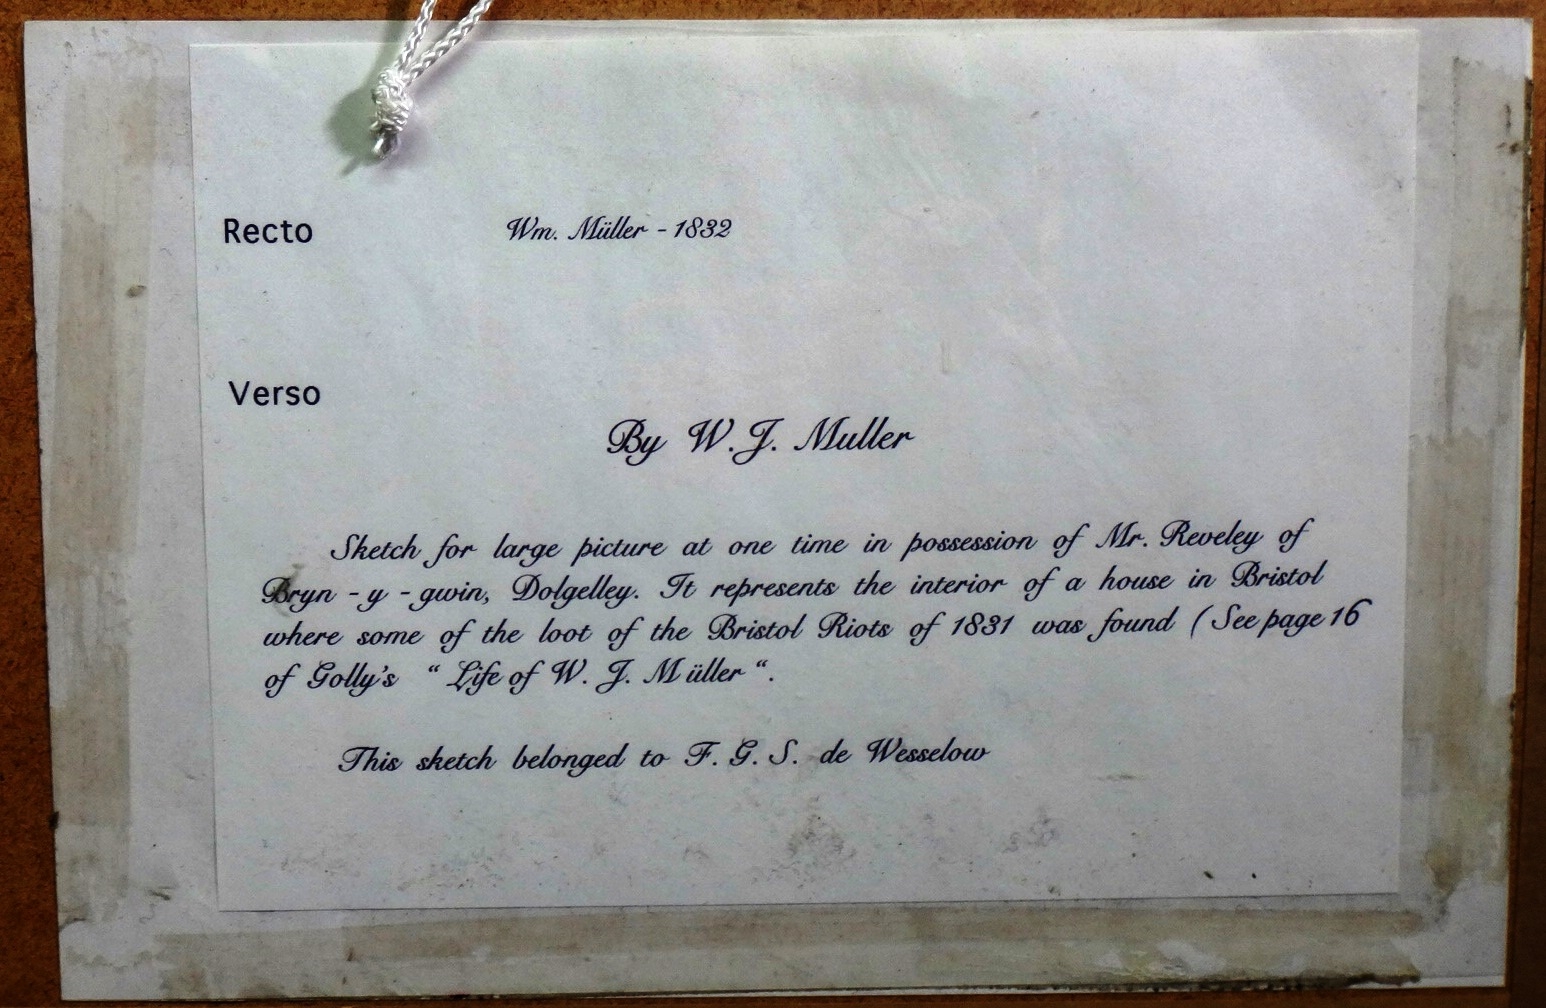 Recto Wm. Müller - 1832
Verso
By W. J. Muller
Sketch for large picture at one time in possession of Mr. Reveley of
Bryn - y - gwin, Dolgelley. It represents the interior of a house in Bristol
where some of the loot of the Bristol Riots of 1831 was found ( See page 16
of Golly's “ Life of W. J. Müller “.
This sketch belonged to F. G. S. de Wesselow